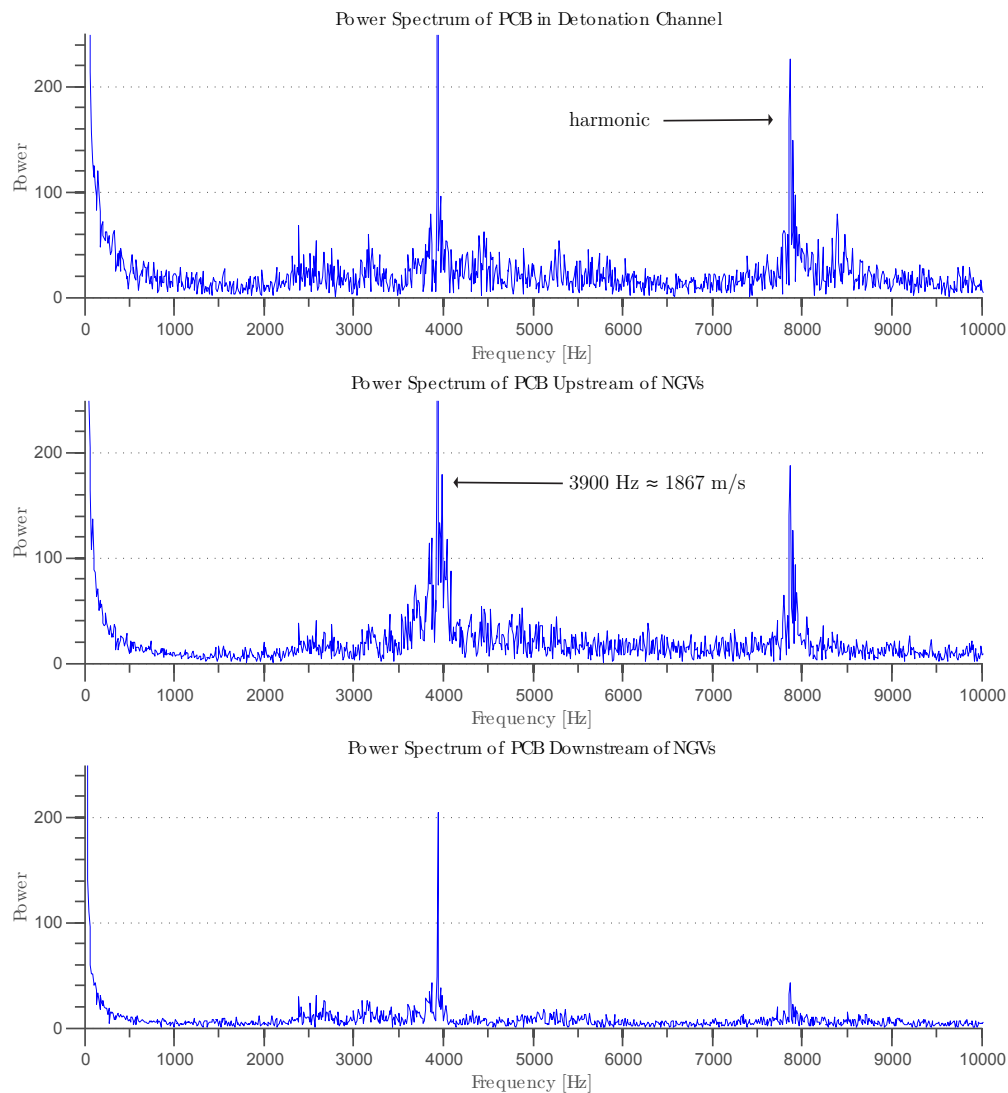 Power Spectrum of PCB in Detonation Channel
200
harmonic
100
0
Power
0 1000 2000 3000 4000 5000 6000 7000 8000 9000 10000
Frequency [Hz]
Power Spectrum of PCB Upstream of NGVs
200
3900 Hz ≈ 1867 m/s
100
0
Power
0 1000 2000 3000 4000 5000 6000 7000 8000 9000 10000
Frequency [Hz]
Power Spectrum of PCB Downstream of NGVs
200
100
0
Power
0 1000 2000 3000 4000 5000 6000 7000 8000 9000 10000
Frequency [Hz]